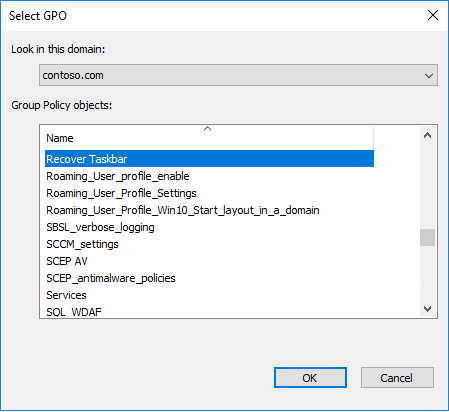 Select GPO
Look in this domain:
contoso.com
Group Policy objects:
Name
Recover Taskbar
Roaming_User_profile_enable
Roaming_User_Profile_Settings
Roaming_User_Profile_Win10_Start_layout_in_a_domain
SBSL_verbose_logging
SCCM_settings
SCEP AV
SCEP_antimalware_policies
Services
SQL_WDAF
OK Cancel